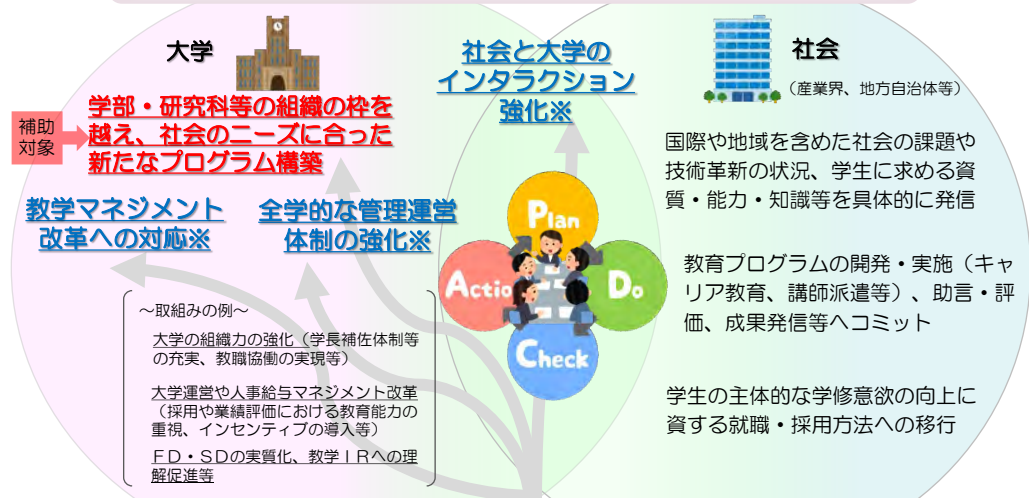 大学
補助
対象
学部・研究科等の組織の枠を
越え、社会のニーズに合った
新たなプログラム構築
教学マネジメント
改革への対応※
全学的な管理運営
体制の強化※
～取組みの例～
大学の組織力の強化（学長補佐体制等
の充実、教職協働の実現等）
大学運営や人事給与マネジメント改革
（採用や業績評価における教育能力の
重視、インセンティブの導入等）
ＦＤ・ＳＤの実質化、教学ＩＲへの理
解促進等
社会と大学の
インタラクション
強化※
Plan
Actio
Do
Check
社会
（産業界、地方自治体等）
国際や地域を含めた社会の課題や
技術革新の状況、学生に求める資
質・能力・知識等を具体的に発信
教育プログラムの開発・実施（キャ
リア教育、講師派遣等）、助言・評
価、成果発信等へコミット
学生の主体的な学修意欲の向上に
資する就職・採用方法への移行